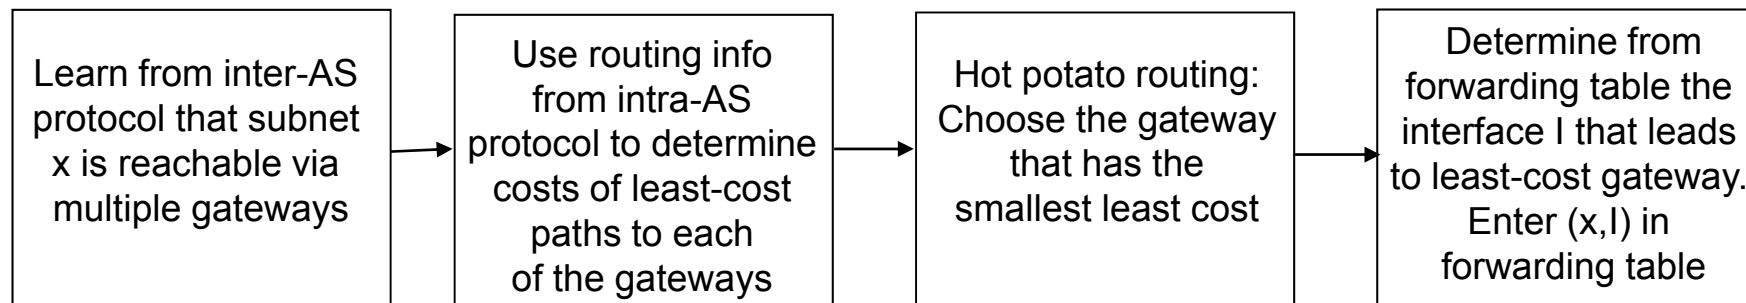 Learn from inter-AS
protocol that subnet
x is reachable via
multiple gateways
Use routing info
from intra-AS
protocol to determine
costs of least-cost
paths to each
of the gateways
Hot potato routing:
Choose the gateway
that has the
smallest least cost
Determine from
forwarding table the
interface I that leads
to least-cost gateway.
Enter (x,I) in
forwarding table